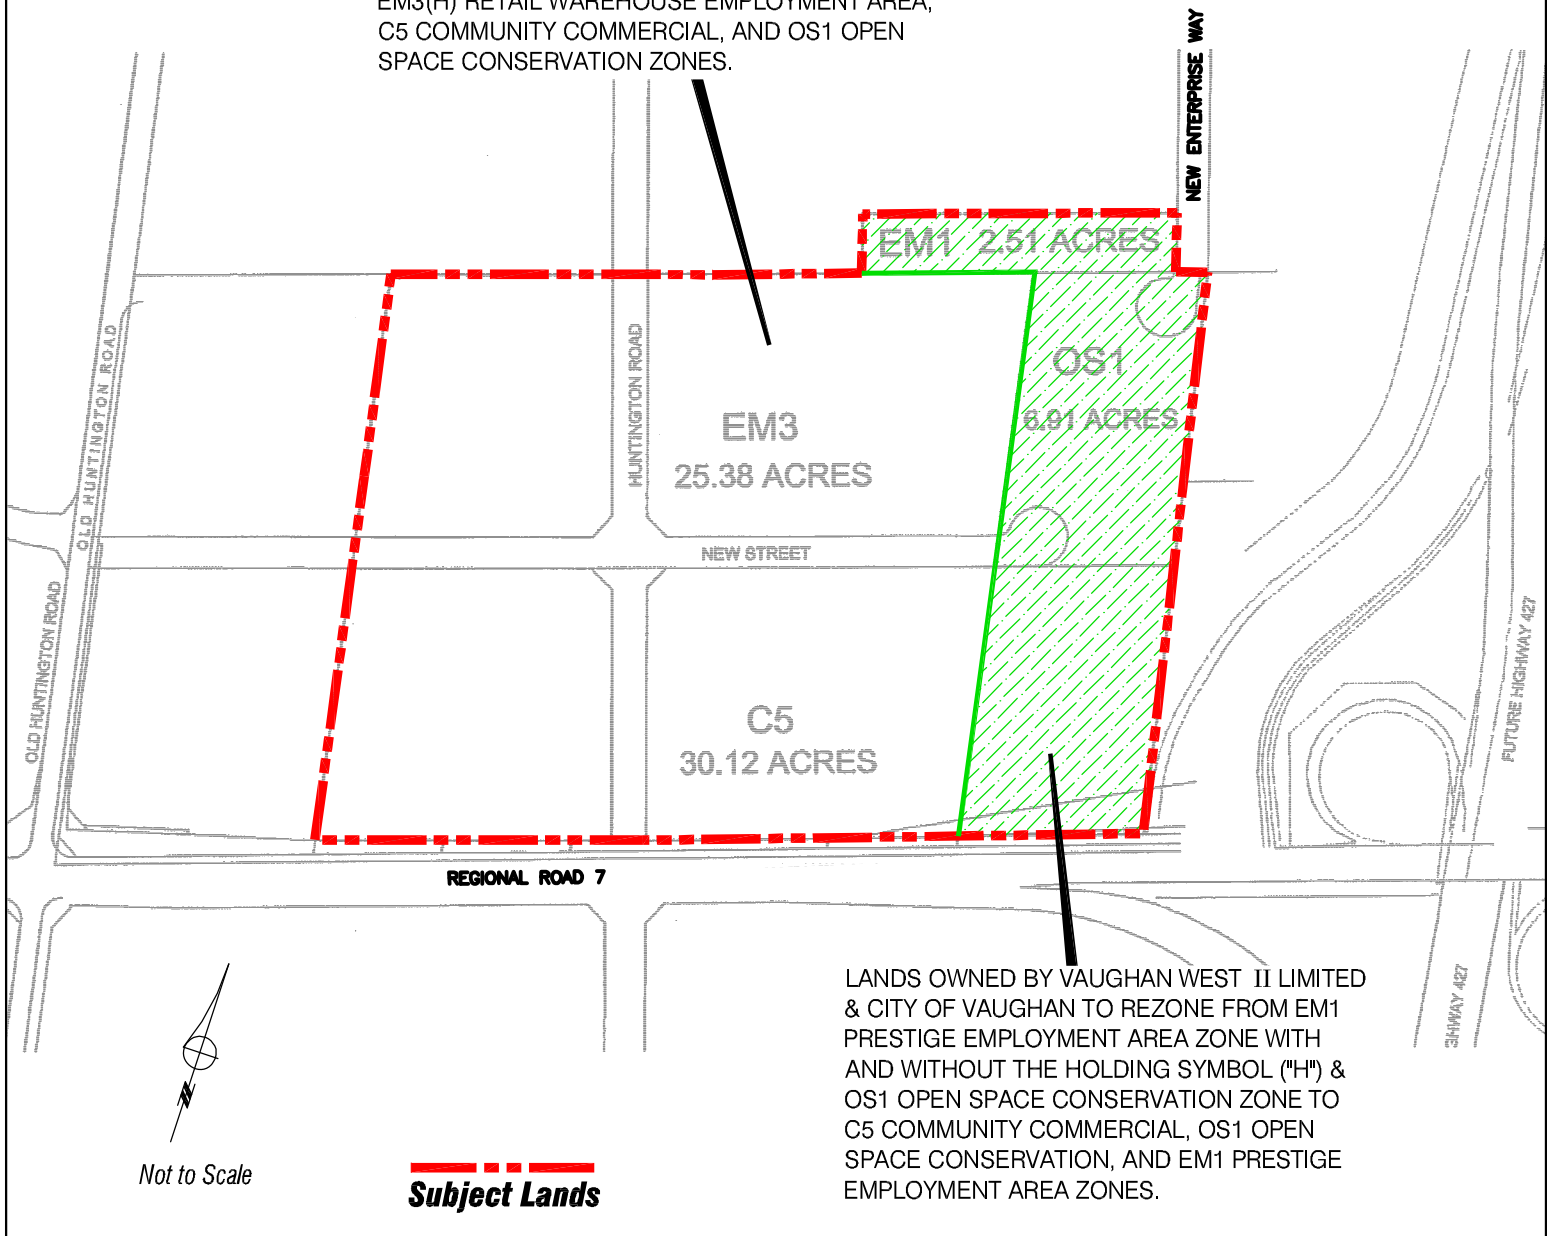 EM3(H) RETAIL WAREHOUSE EMPLOYMENT AREA,
C5 COMMUNITY COMMERCIAL, AND OS1 OPEN
SPACE CONSERVATION ZONES.
NEW ENTERPRISE WAY
EM1 2.51 ACRES
OS1
6.91 ACRES
HUNTINGTON ROAD
OLD HUNTINGTON ROAD
EM3
25.38 ACRES
NEW STREET
OLD HUNTINGTON ROAD
C5
30.12 ACRES
FUTURE HIGHWAY 427
REGIONAL ROAD 7
LANDS OWNED BY VAUGHAN WEST II LIMITED
& CITY OF VAUGHAN TO REZONE FROM EM1
PRESTIGE EMPLOYMENT AREA ZONE WITH
AND WITHOUT THE HOLDING SYMBOL ("H") &
OS1 OPEN SPACE CONSERVATION ZONE TO
C5 COMMUNITY COMMERCIAL, OS1 OPEN
SPACE CONSERVATION, AND EM1 PRESTIGE
EMPLOYMENT AREA ZONES.
427
N
Not to Scale
Subject Lands